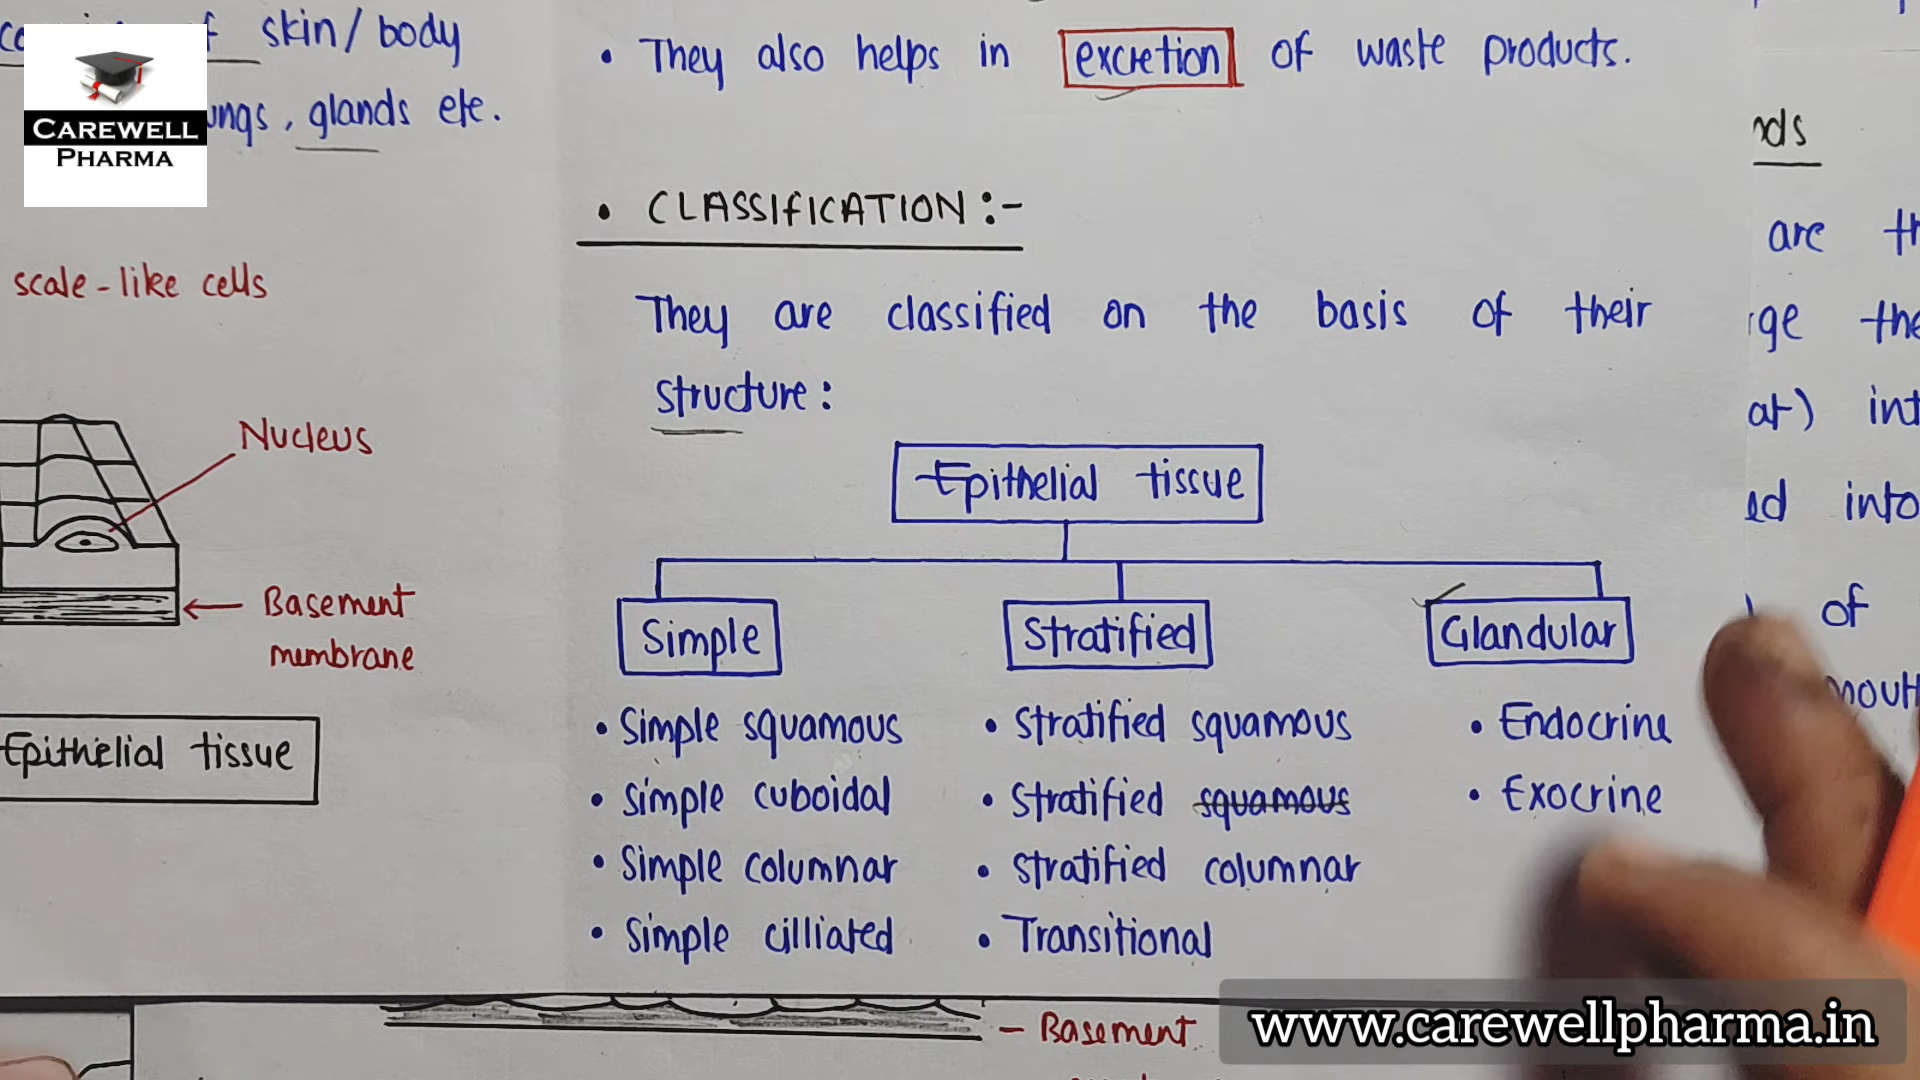 skin/body
CAREWELL
PHARMA
glands etc.
scale-like cells
Nucleus
Basement
membrane
Epithelial tissue
• They also helps in excretion of waste products.
• CLASSIFICATION :-
They are classified on the basis of their
structure:
Epithelial tissue
Simple Stratified Glandular
• Simple squamous • Stratified squamous • Endocrine
• Simple cuboidal • Stratified squamous • Exocrine
• Simple columnar • Stratified columnar
• Simple cilliated • Transitional
- Basement
are
of
into
www.carewellpharma.in